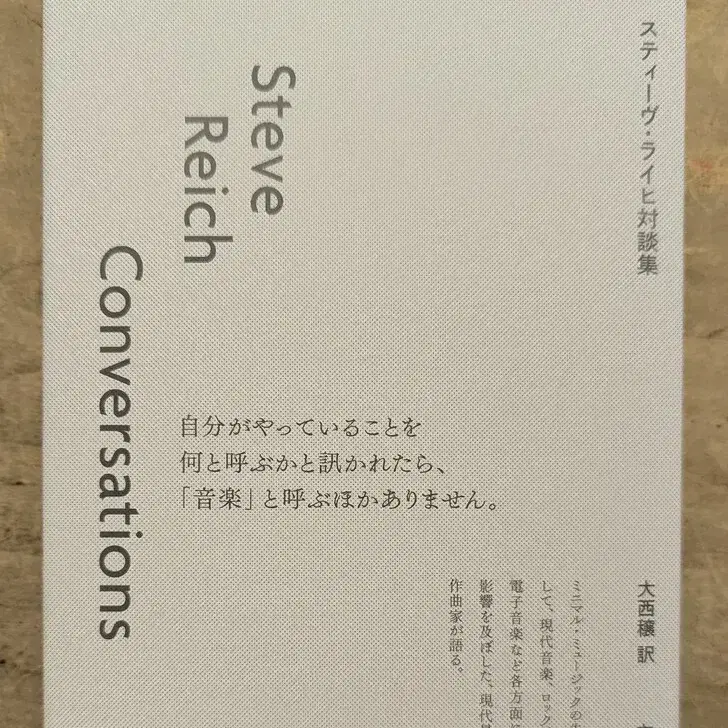 スティーヴ・ライヒ対談集
Steve
Reich
Conversations
自分がやっていることを
何と呼ぶかと訊かれたら、
「音楽」と呼ぶほかありません。
大西穣 訳
ミニマル・ミュージックの
して、現代音楽、ロック
電子音楽など各方面に
影響を及ぼした、現代
作曲家が語る。